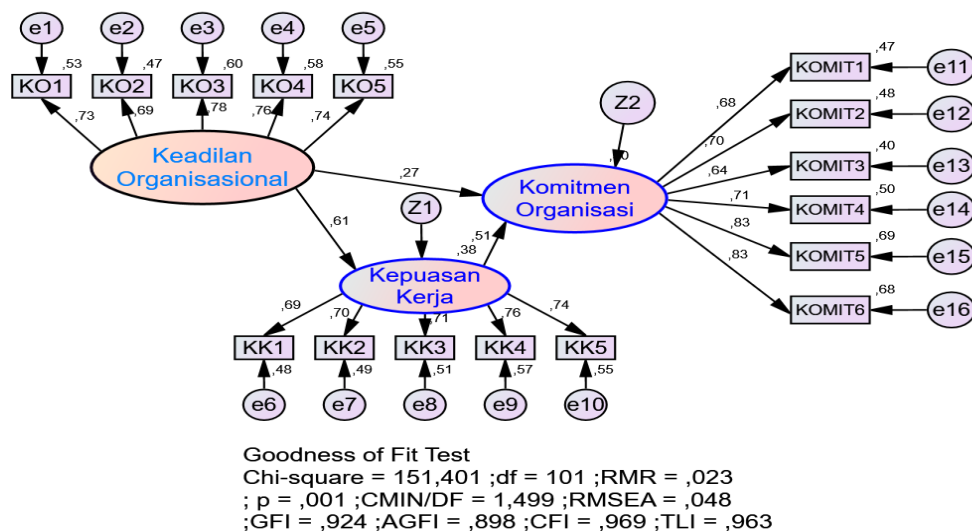 e1 e2 e3 e4 e5
,53 ,47 ,60 ,58 ,55
KO1 KO2 KO3 KO4 KO5
,73 ,69 ,78 ,76 ,74
Keadilan
Organisasional
,27
,61
Z1
Z2
Komitmen
Organisasi
,51
,38
Kepuasan
Kerja
,68 KOMIT1 ,47 e11
,70 KOMIT2 ,48 e12
,64 KOMIT3 ,40 e13
,71 KOMIT4 ,50 e14
,83 KOMIT5 ,69 e15
,83 KOMIT6 ,68 e16
,69 ,70 ,71 ,76 ,74
KK1 KK2 KK3 KK4 KK5
,48 ,49 ,51 ,57 ,55
e6 e7 e8 e9 e10
Goodness of Fit Test
Chi-square = 151,401 ;df = 101 ;RMR = ,023
; p = ,001 ;CMIN/DF = 1,499 ;RMSEA = ,048
;GFI = ,924 ;AGFI = ,898 ;CFI = ,969 ;TLI = ,963